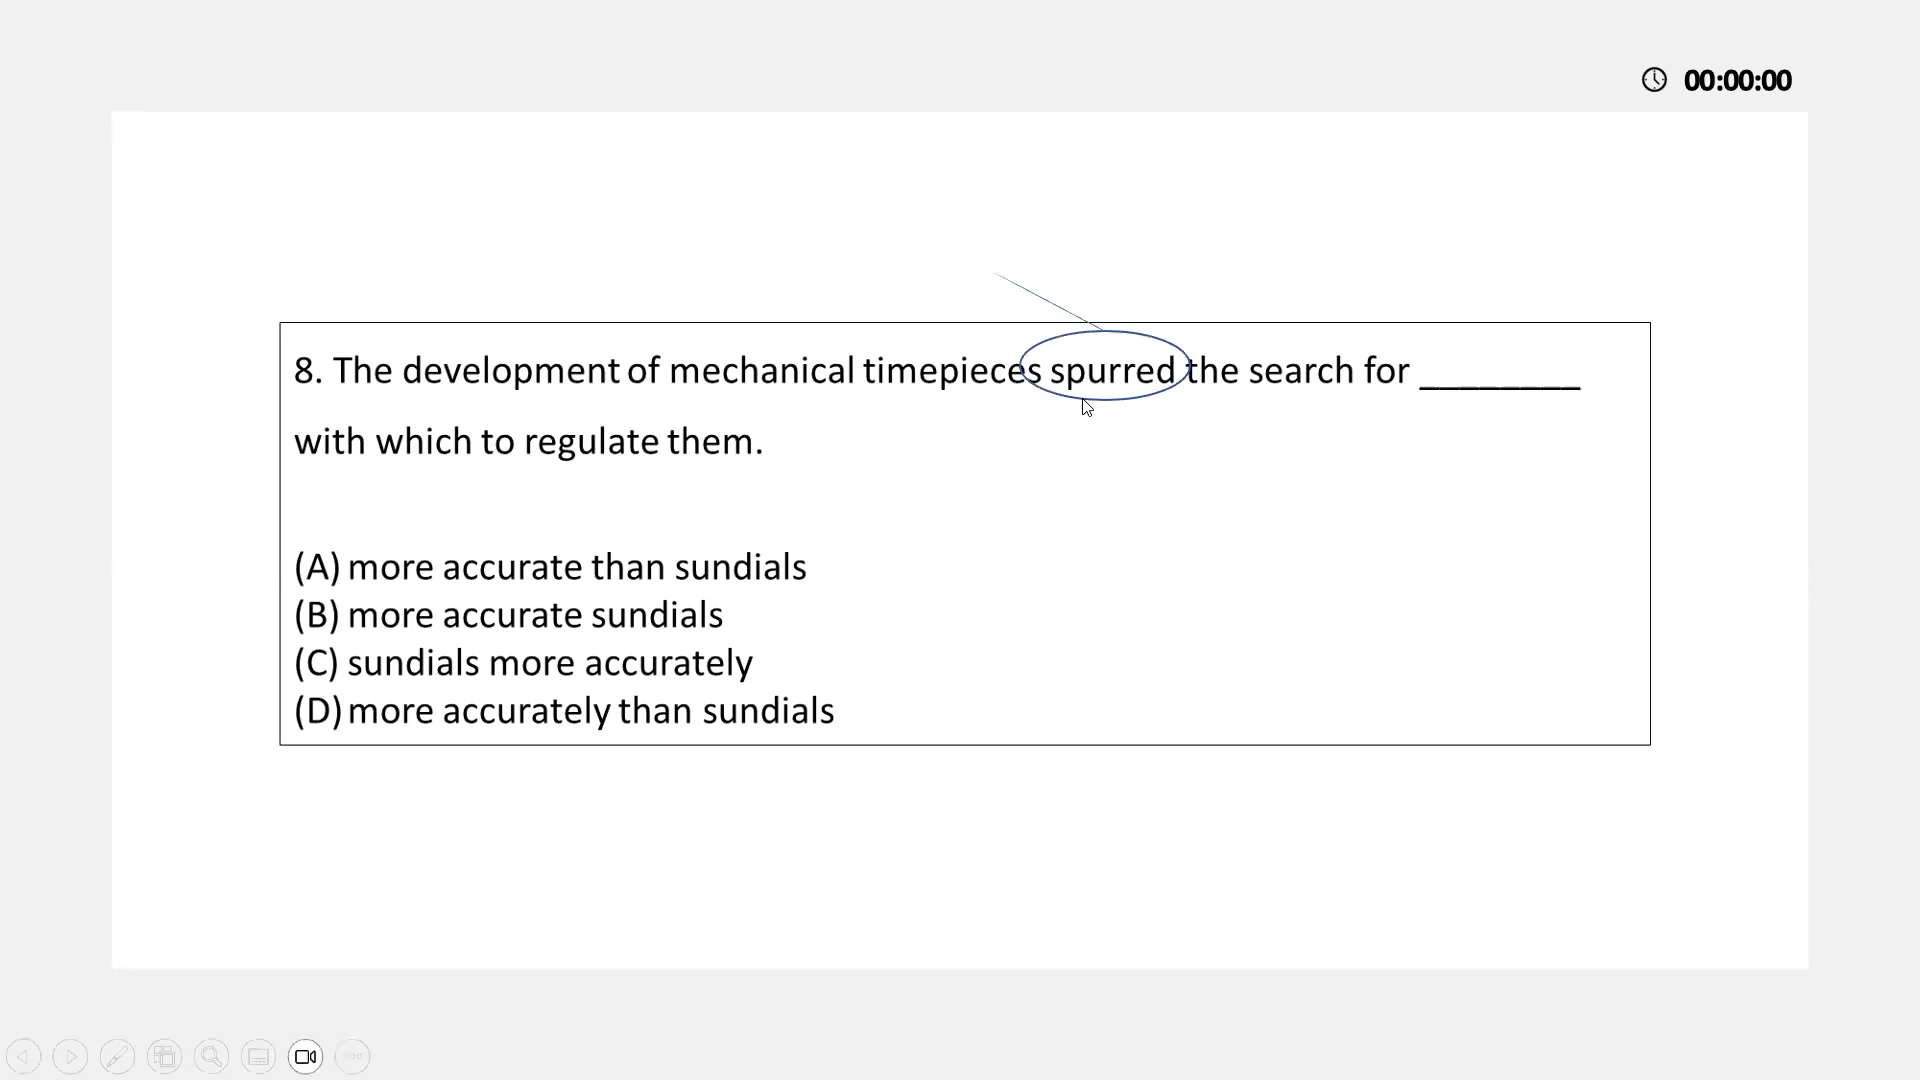 00:00:00
8. The development of mechanical timepieces spurred the search for ________
with which to regulate them.
(A) more accurate than sundials
(B) more accurate sundials
(C) sundials more accurately
(D) more accurately than sundials